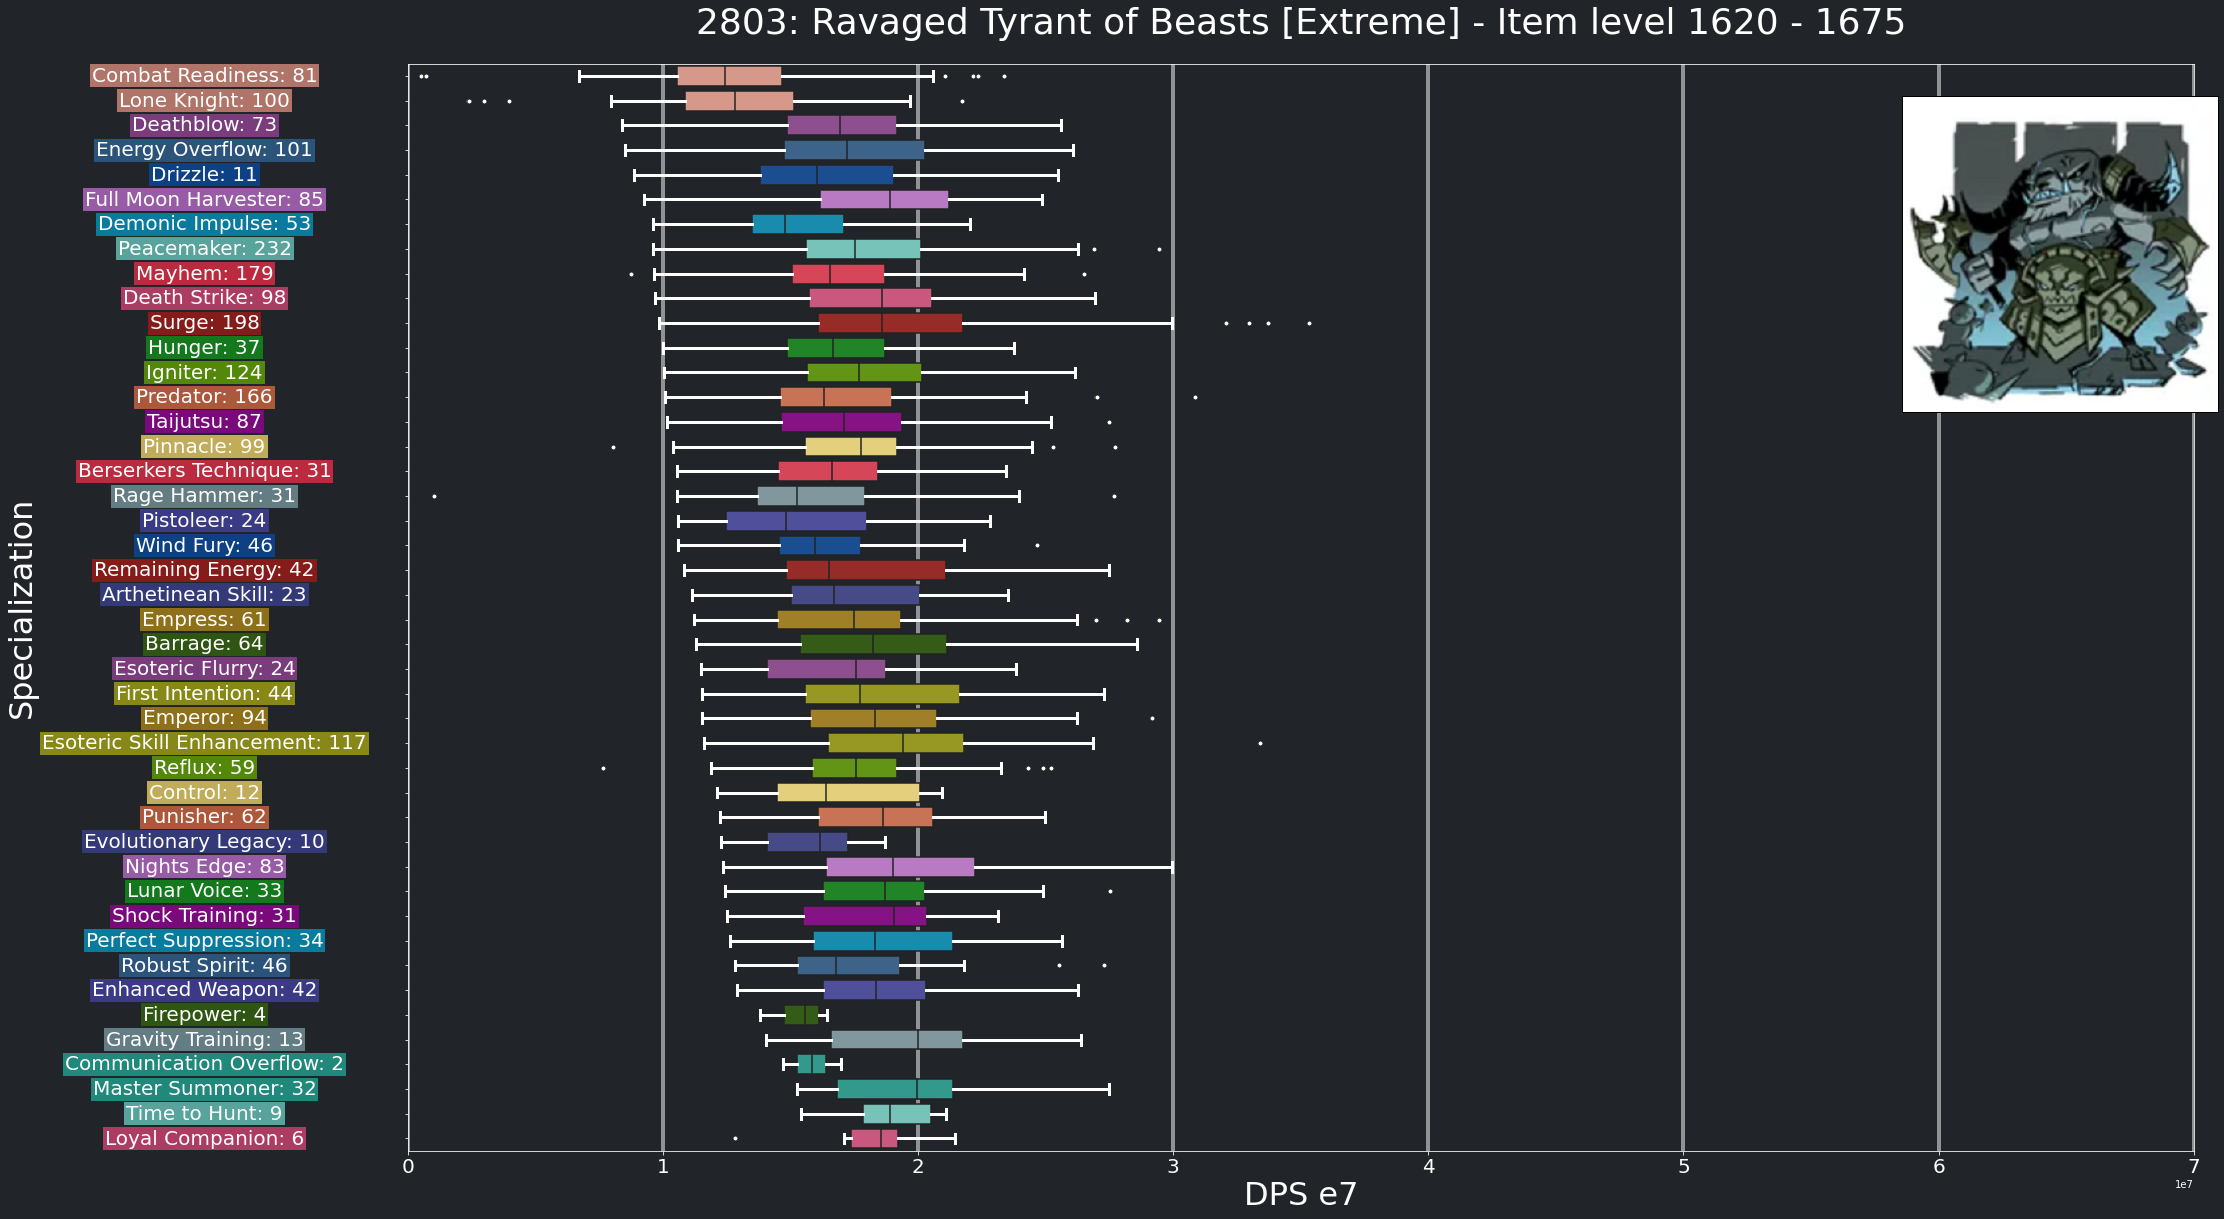 2803: Ravaged Tyrant of Beasts [Extreme] - Item level 1620 - 1675
Specialization
Combat Readiness: 81
Lone Knight: 100
Deathblow: 73
Energy Overflow: 101
Drizzle: 11
Full Moon Harvester: 85
Demonic Impulse: 53
Peacemaker: 232
Mayhem: 179
Death Strike: 98
Surge: 198
Hunger: 37
Igniter: 124
Predator: 166
Taijutsu: 87
Pinnacle: 99
Berserkers Technique: 31
Rage Hammer: 31
Pistoleer: 24
Wind Fury: 46
Remaining Energy: 42
Arthetinean Skill: 23
Empress: 61
Barrage: 64
Esoteric Flurry: 24
First Intention: 44
Emperor: 94
Esoteric Skill Enhancement: 117
Reflux: 59
Control: 12
Punisher: 62
Evolutionary Legacy: 10
Nights Edge: 83
Lunar Voice: 33
Shock Training: 31
Perfect Suppression: 34
Robust Spirit: 46
Enhanced Weapon: 42
Firepower: 4
Gravity Training: 13
Communication Overflow: 2
Master Summoner: 32
Time to Hunt: 9
Loyal Companion: 6
0 1 2 3 4 5 6 7
1e7
DPS e7